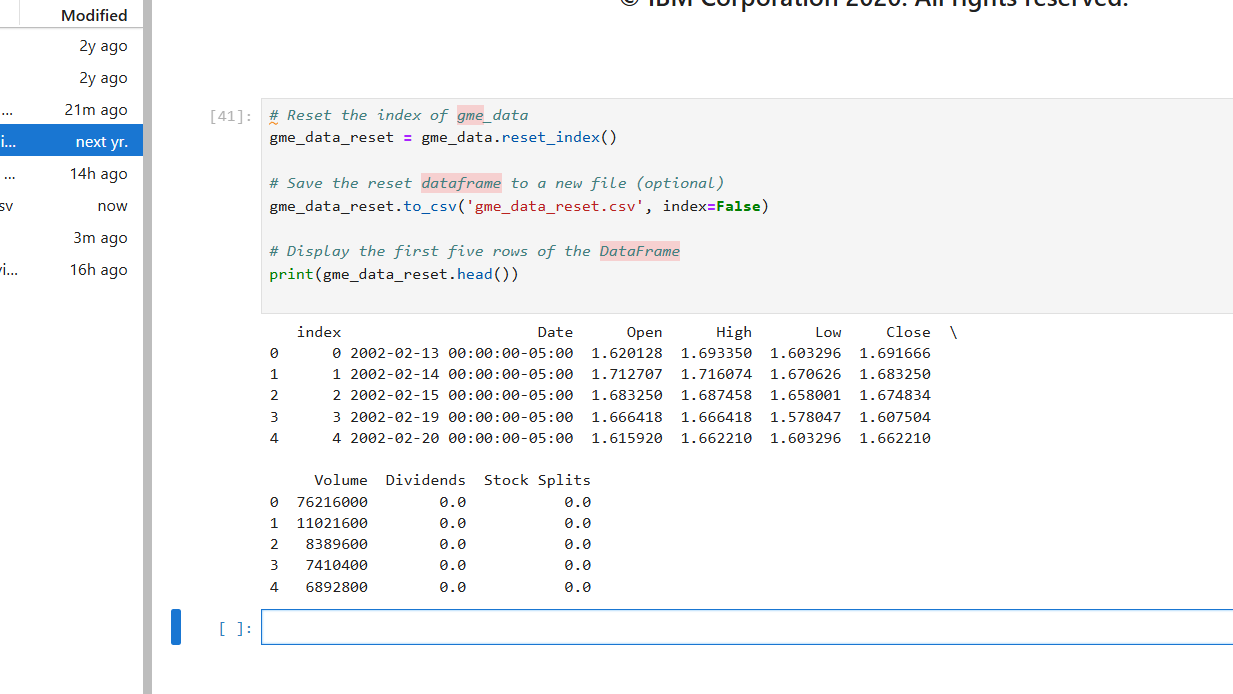 © IBM Corporation 2020. All rights reserved.
Modified
2y ago
2y ago
... 21m ago
i... next yr.
... 14h ago
sv now
3m ago
i... 16h ago
[41]: # Reset the index of gme_data
gme_data_reset = gme_data.reset_index()
# Save the reset dataframe to a new file (optional)
gme_data_reset.to_csv('gme_data_reset.csv', index=False)
# Display the first five rows of the DataFrame
print(gme_data_reset.head())
index Date Open High Low Close \
0 0 2002-02-13 00:00:00-05:00 1.620128 1.693350 1.603296 1.691666
1 1 2002-02-14 00:00:00-05:00 1.712707 1.716074 1.670626 1.683250
2 2 2002-02-15 00:00:00-05:00 1.683250 1.687458 1.658001 1.674834
3 3 2002-02-19 00:00:00-05:00 1.666418 1.666418 1.578047 1.607504
4 4 2002-02-20 00:00:00-05:00 1.615920 1.662210 1.603296 1.662210
Volume Dividends Stock Splits
0 76216000 0.0 0.0
1 11021600 0.0 0.0
2 8389600 0.0 0.0
3 7410400 0.0 0.0
4 6892800 0.0 0.0
[ ]: